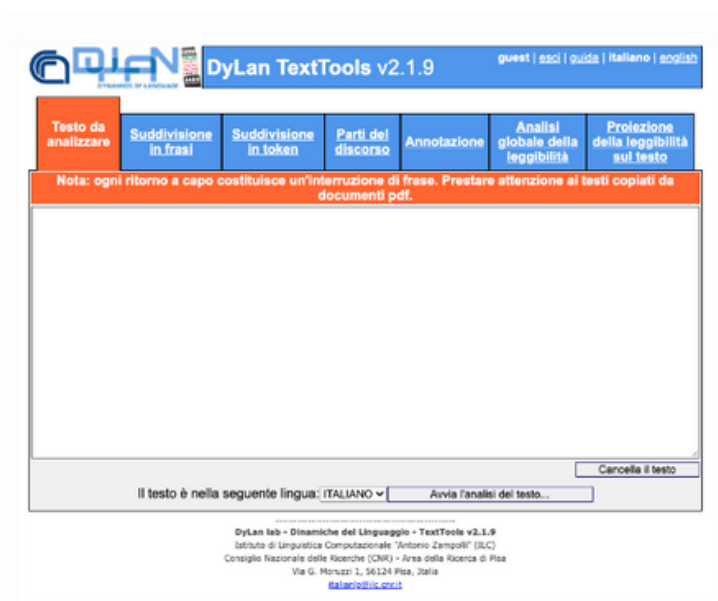 DYLAN
DYNAMICS OF LANGUAGE
DyLan TextTools v2.1.9
guest | esci | guida | italiano | english
Testo da
analizzare
Suddivisione
in frasi
Suddivisione
in token
Parti del
discorso
Annotazione
Analisi
globale della
leggibilità
Proiezione
della leggibilità
sul testo
Nota: ogni ritorno a capo costituisce un'interruzione di frase. Prestare attenzione ai testi copiati da
documenti pdf.
Cancella il testo
Il testo è nella seguente lingua: ITALIANO Avvia l'analisi del testo...
DyLan lab - Dinamiche del Linguaggio - TextTools v2.1.9
Istituto di Linguistica Computazionale "Antonio Zampolli" (ILC)
Consiglio Nazionale delle Ricerche (CNR) - Area della Ricerca di Pisa
Via G. Moruzzi 1, 56124 Pisa, Italia